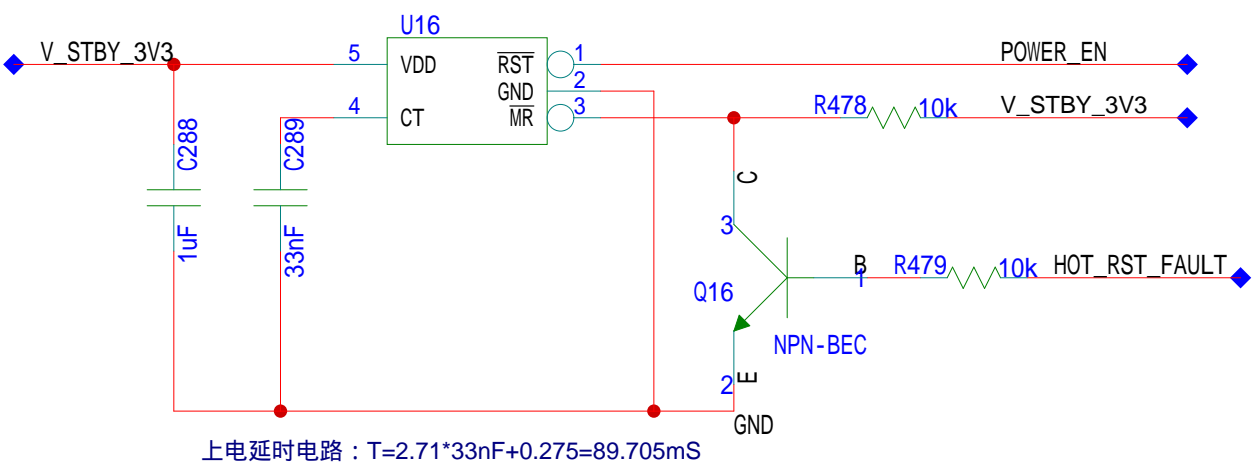 U16
V_STBY_3V3
5
VDD
RST
1
POWER_EN
GND
2
4
CT
MR
3
R478
10k
V_STBY_3V3
C288
1uF
C289
33nF
C
3
B
1
R479
10k
HOT_RST_FAULT
Q16
NPN-BEC
2
E
GND
上电延时电路：T=2.71*33nF+0.275=89.705mS